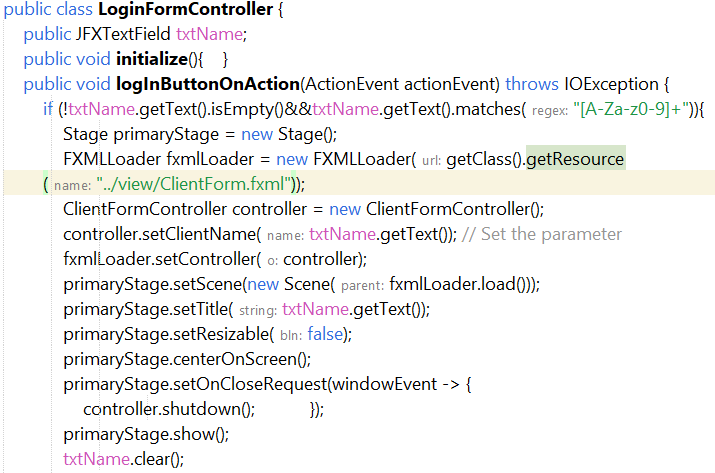 public class LoginFormController {
public JFXTextField txtName;
public void initialize(){ }
public void logInButtonOnAction(ActionEvent actionEvent) throws IOException {
if (!txtName.getText().isEmpty()&&txtName.getText().matches( regex: "[A-Za-z0-9]+")){
Stage primaryStage = new Stage();
FXMLLoader fxmlLoader = new FXMLLoader( url: getClass().getResource
( name: "../view/ClientForm.fxml"));
ClientFormController controller = new ClientFormController();
controller.setClientName( name: txtName.getText()); // Set the parameter
fxmlLoader.setController( o: controller);
primaryStage.setScene(new Scene( parent: fxmlLoader.load()));
primaryStage.setTitle( string: txtName.getText());
primaryStage.setResizable( bln: false);
primaryStage.centerOnScreen();
primaryStage.setOnCloseRequest(windowEvent -> {
controller.shutdown(); });
primaryStage.show();
txtName.clear();